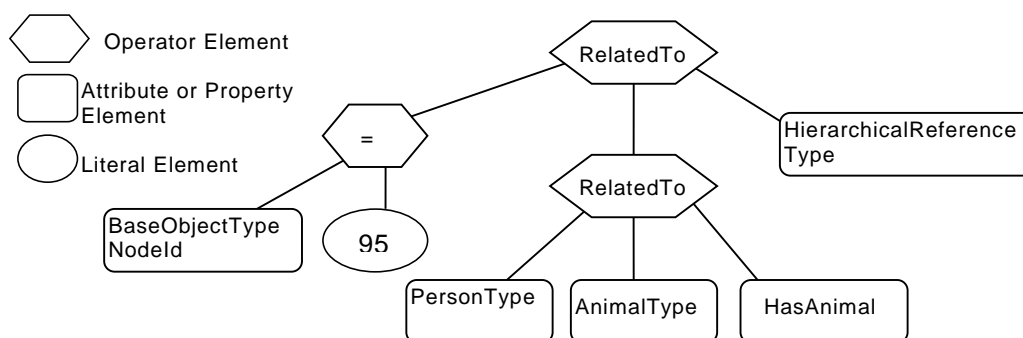 Operator Element
Attribute or Property
Element
Literal Element
RelatedTo
=
HierarchicalReference
Type
RelatedTo
BaseObjectType
NodeId
95
PersonType
AnimalType
HasAnimal